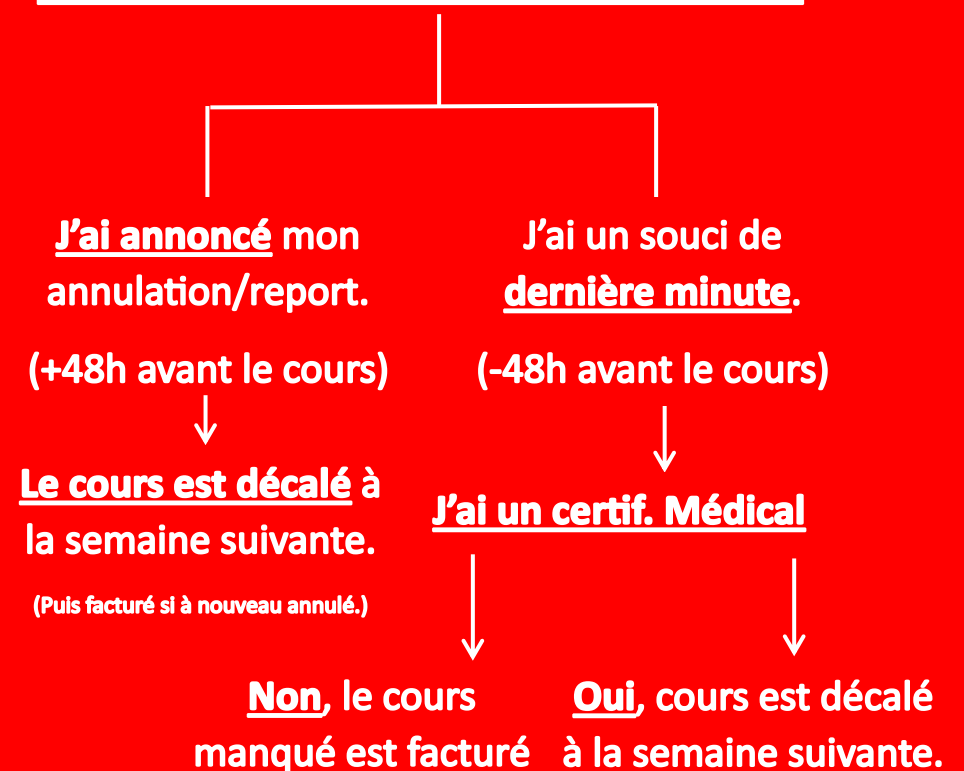 J'ai annoncé mon
annulation/report.
(+48h avant le cours)
Le cours est décalé à
la semaine suivante.
(Puis facturé si à nouveau annulé.)
J'ai un souci de
dernière minute.
(-48h avant le cours)
J'ai un certif. Médical
Non, le cours
manqué est facturé
Oui, cours est décalé
à la semaine suivante.